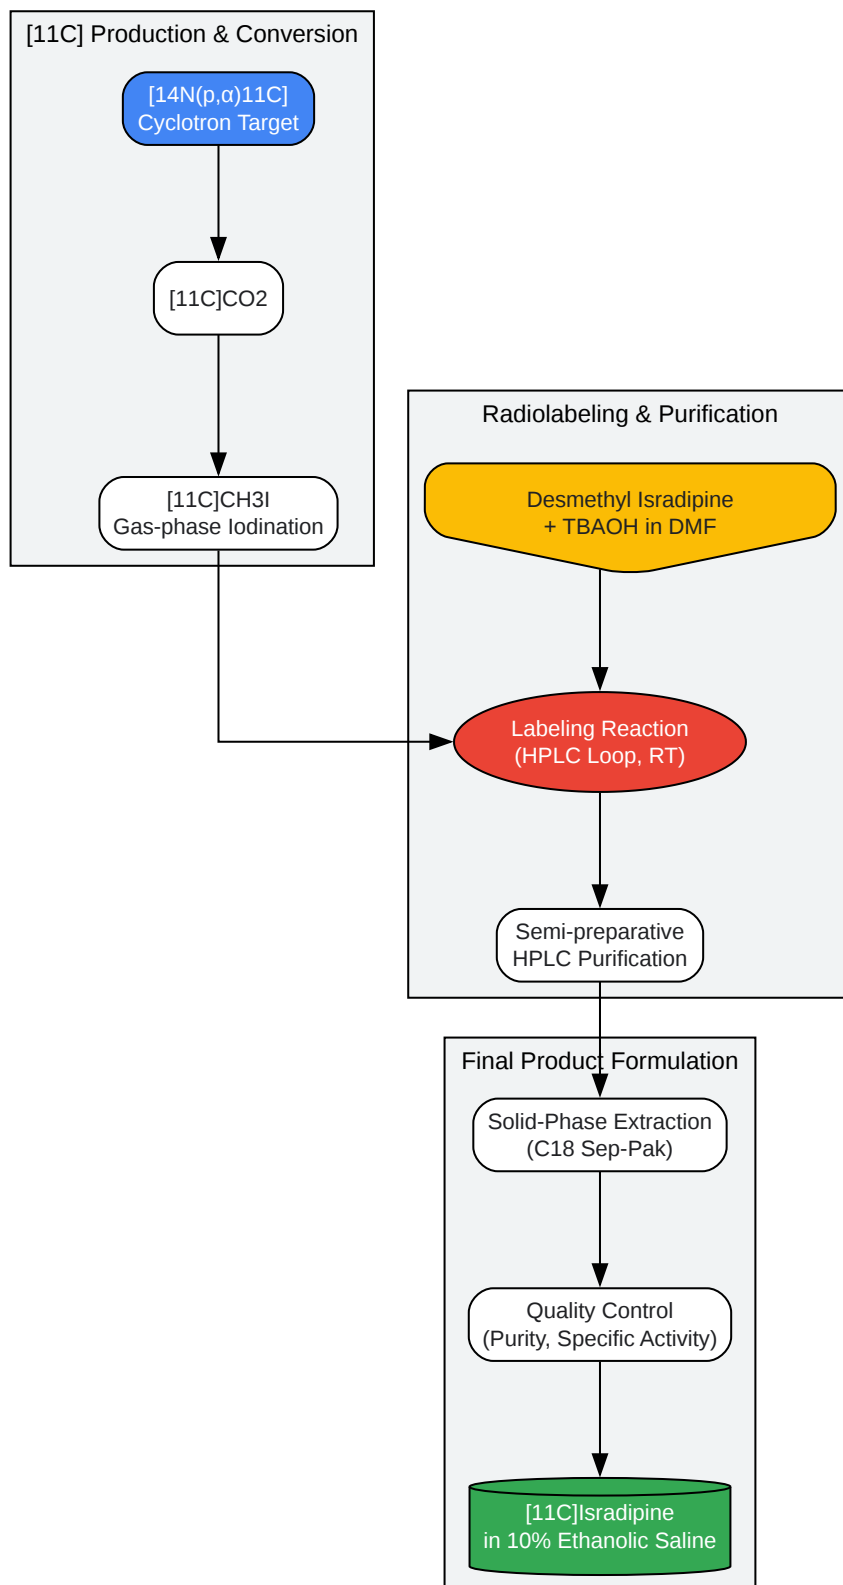 [11C] Production & Conversion
[14N(p,α)11C]
Cyclotron Target
[11C]CO2
[11C]CH3I
Gas-phase Iodination
Radiolabeling & Purification
Desmethyl Isradipine
+ TBAOH in DMF
Labeling Reaction
(HPLC Loop, RT)
Semi-preparative
HPLC Purification
Final Product Formulation
Solid-Phase Extraction
(C18 Sep-Pak)
Quality Control
(Purity, Specific Activity)
[11C]Isradipine
in 10% Ethanolic Saline